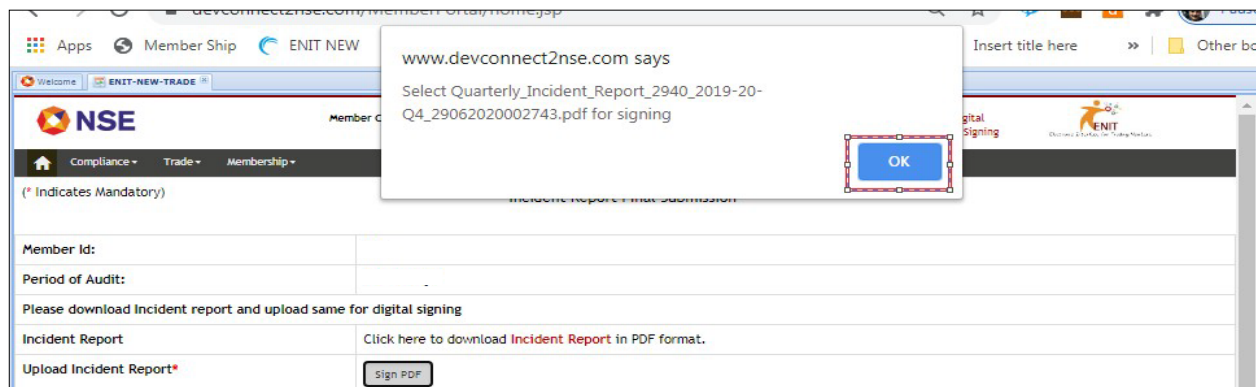 devconnect2nse.com/MemberPortal/home.jsp
Apps Member Ship ENIT NEW Insert title here » Other bo
www.devconnect2nse.com says
Select Quarterly_Incident_Report_2940_2019-20-
Q4_29062020002743.pdf for signing
OK
Welcome ENIT-NEW-TRADE
NSE
Member C
gital
Signing
ENIT
Compliance Trade Membership
(* Indicates Mandatory)
Incident Report Final Submission
Member Id:
Period of Audit:
Please download Incident report and upload same for digital signing
Incident Report Click here to download Incident Report in PDF format.
Upload Incident Report* Sign PDF